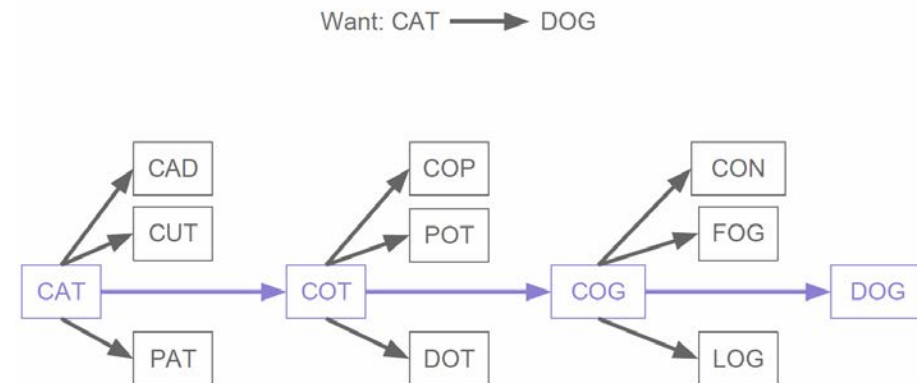 Want: CAT DOG
CAD COP CON
CUT POT FOG
CAT COT COG DOG
PAT DOT LOG